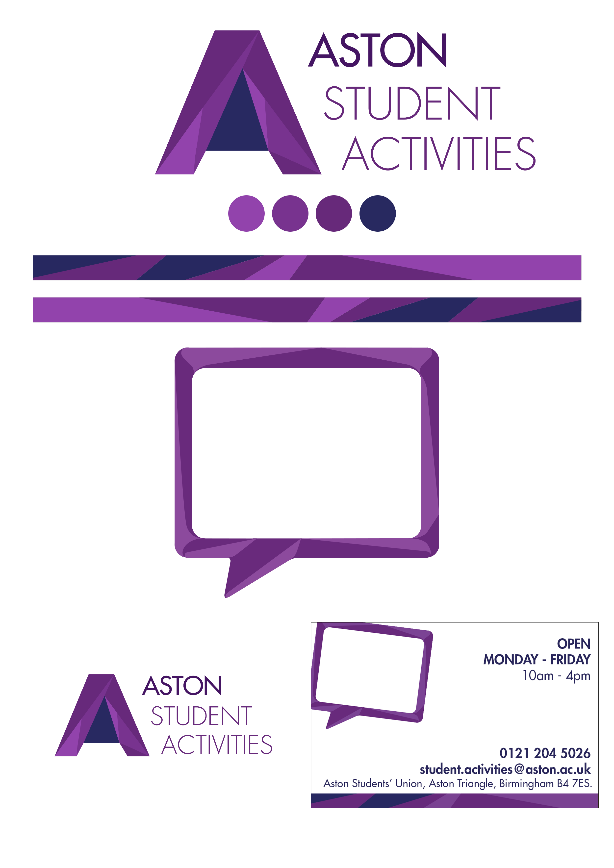 ASTON
STUDENT
ACTIVITIES
ASTON
STUDENT
ACTIVITIES
OPEN
MONDAY - FRIDAY
10am - 4pm
0121 204 5026
student.activities@aston.ac.uk
Aston Students' Union, Aston Triangle, Birmingham B4 7ES.